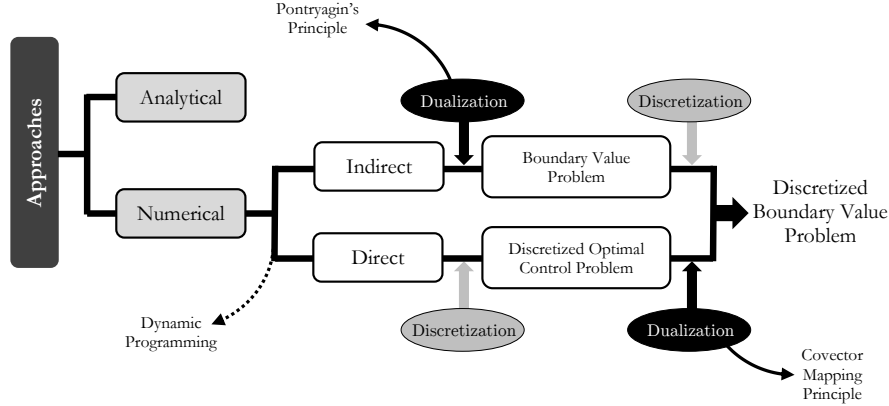 Pontryagin's
Principle
Approaches
Analytical
Dualization
Discretization
Indirect
Boundary Value
Problem
Numerical
Discretized
Boundary Value
Problem
Direct
Discretized Optimal
Control Problem
Dynamic
Programming
Discretization
Dualization
Covector
Mapping
Principle